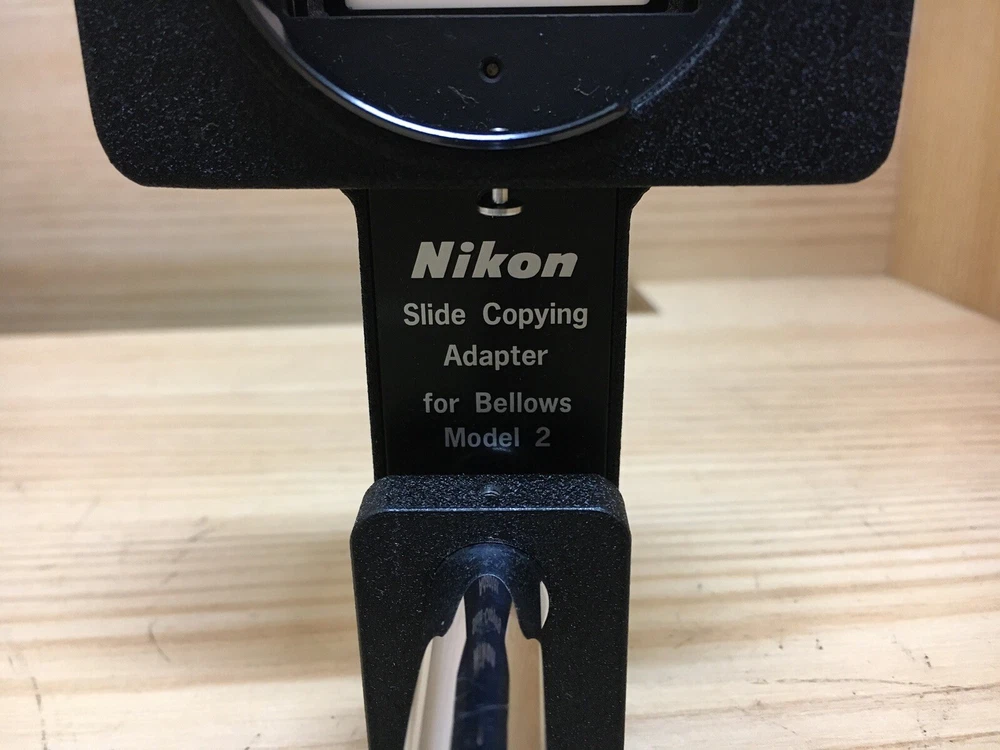 Nikon
Slide Copying
Adapter
for Bellows
Model 2